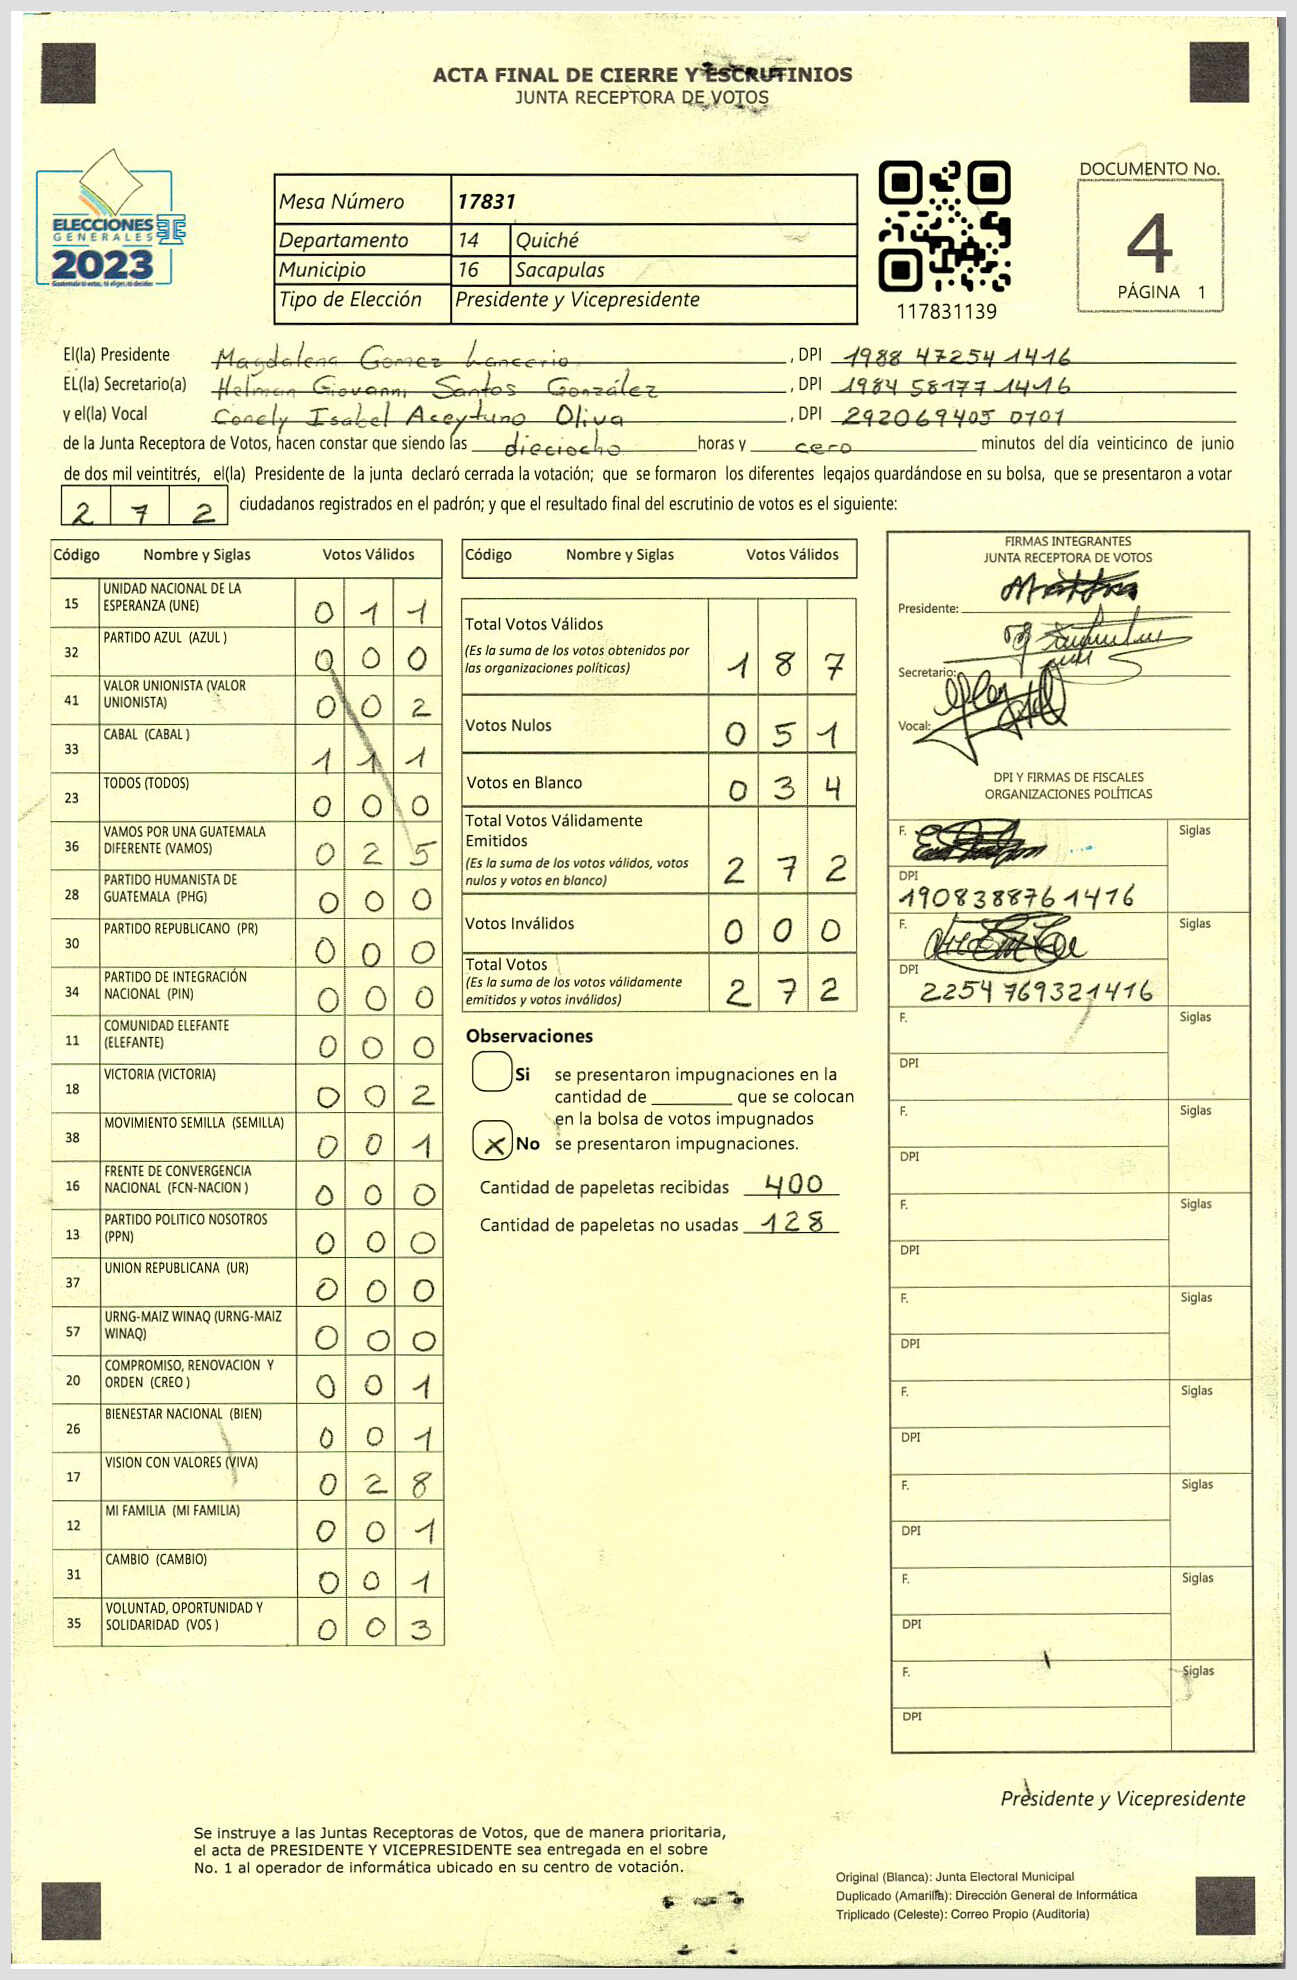 ACTA FINAL DE CIERRE Y ESCRUTINIOS
JUNTA RECEPTORA DE VOTOS
ELECCIONES
GENERALES
2023
Mesa Número 17831
Departamento 14 Quiché
Municipio 16 Sacapulas
Tipo de Elección Presidente y Vicepresidente
117831139
DOCUMENTO No.
4
PÁGINA 1
El(la) Presidente Magdalena Gomez Lancerio, DPI 1988 47254 1416
EL(la) Secretario(a) Helman Giovanni Santos González, DPI 1984 58177 1416
y el(la) Vocal Conely Isabel Aceytuno Oliva, DPI 292069405 0101
de la Junta Receptora de Votos, hacen constar que siendo las dieciocho horas y cero minutos del día veinticinco de junio
de dos mil veintitrés, el(la) Presidente de la junta declaró cerrada la votación; que se formaron los diferentes legajos guardándose en su bolsa, que se presentaron a votar
2 7 2 ciudadanos registrados en el padrón; y que el resultado final del escrutinio de votos es el siguiente:
Código Nombre y Siglas Votos Válidos
15 UNIDAD NACIONAL DE LA ESPERANZA (UNE) 0 1 1
32 PARTIDO AZUL (AZUL ) 0 0 0
41 VALOR UNIONISTA (VALOR UNIONISTA) 0 0 2
33 CABAL (CABAL ) 1 1 1
23 TODOS (TODOS) 0 0 0
36 VAMOS POR UNA GUATEMALA DIFERENTE (VAMOS) 0 2 5
28 PARTIDO HUMANISTA DE GUATEMALA (PHG) 0 0 0
30 PARTIDO REPUBLICANO (PR) 0 0 0
34 PARTIDO DE INTEGRACIÓN NACIONAL (PIN) 0 0 0
11 COMUNIDAD ELEFANTE (ELEFANTE) 0 0 0
18 VICTORIA (VICTORIA) 0 0 2
38 MOVIMIENTO SEMILLA (SEMILLA) 0 0 1
16 FRENTE DE CONVERGENCIA NACIONAL (FCN-NACION ) 0 0 0
13 PARTIDO POLITICO NOSOTROS (PPN) 0 0 0
37 UNION REPUBLICANA (UR) 0 0 0
57 URNG-MAIZ WINAQ (URNG-MAIZ WINAQ) 0 0 0
20 COMPROMISO, RENOVACION Y ORDEN (CREO ) 0 0 1
26 BIENESTAR NACIONAL (BIEN) 0 0 1
17 VISION CON VALORES (VIVA) 0 2 8
12 MI FAMILIA (MI FAMILIA) 0 0 1
31 CAMBIO (CAMBIO) 0 0 1
35 VOLUNTAD, OPORTUNIDAD Y SOLIDARIDAD (VOS ) 0 0 3
Código Nombre y Siglas Votos Válidos
Total Votos Válidos 1 8 7
(Es la suma de los votos obtenidos por
las organizaciones políticas)
Votos Nulos 0 5 1
Votos en Blanco 0 3 4
Total Votos Válidamente
Emitidos 2 7 2
(Es la suma de los votos válidos, votos
nulos y votos en blanco)
Votos Inválidos 0 0 0
Total Votos 2 7 2
(Es la suma de los votos válidamente
emitidos y votos inválidos)
Observaciones
Si se presentaron impugnaciones en la
cantidad de ________ que se colocan
en la bolsa de votos impugnados
X No se presentaron impugnaciones.
Cantidad de papeletas recibidas 400
Cantidad de papeletas no usadas 128
FIRMAS INTEGRANTES
JUNTA RECEPTORA DE VOTOS
Presidente:
Secretario:
Vocal:
DPI Y FIRMAS DE FISCALES
ORGANIZACIONES POLÍTICAS
F. Siglas
DPI
190838876 1416
F. Siglas
DPI
2254 769321416
F. Siglas
DPI
F. Siglas
DPI
F. Siglas
DPI
F. Siglas
DPI
F. Siglas
DPI
F. Siglas
DPI
F. Siglas
DPI
F. Siglas
DPI
Presidente y Vicepresidente
Se instruye a las Juntas Receptoras de Votos, que de manera prioritaria,
el acta de PRESIDENTE Y VICEPRESIDENTE sea entregada en el sobre
No. 1 al operador de informática ubicado en su centro de votación.
Original (Blanca): Junta Electoral Municipal
Duplicado (Amarilla): Dirección General de Informática
Triplicado (Celeste): Correo Propio (Auditoría)